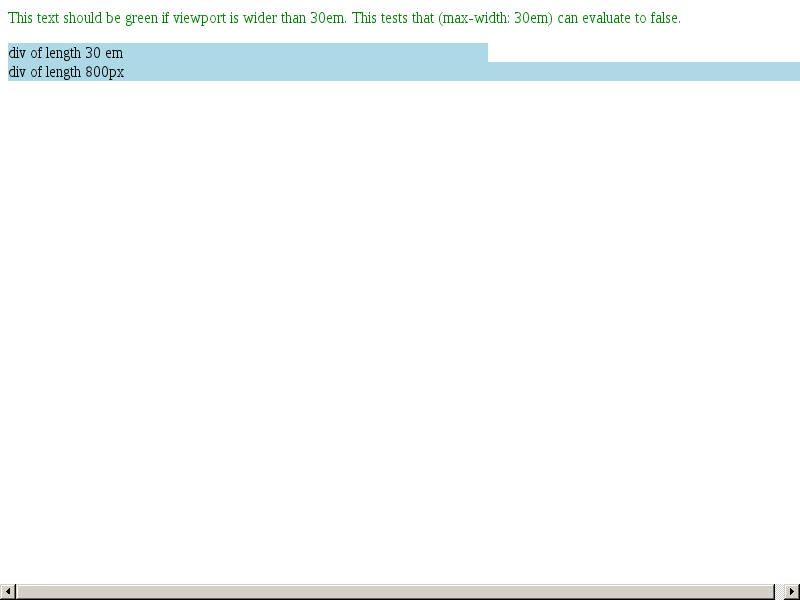 This text should be green if viewport is wider than 30em. This tests that (max-width: 30em) can evaluate to false.
div of length 30 em
div of length 800px